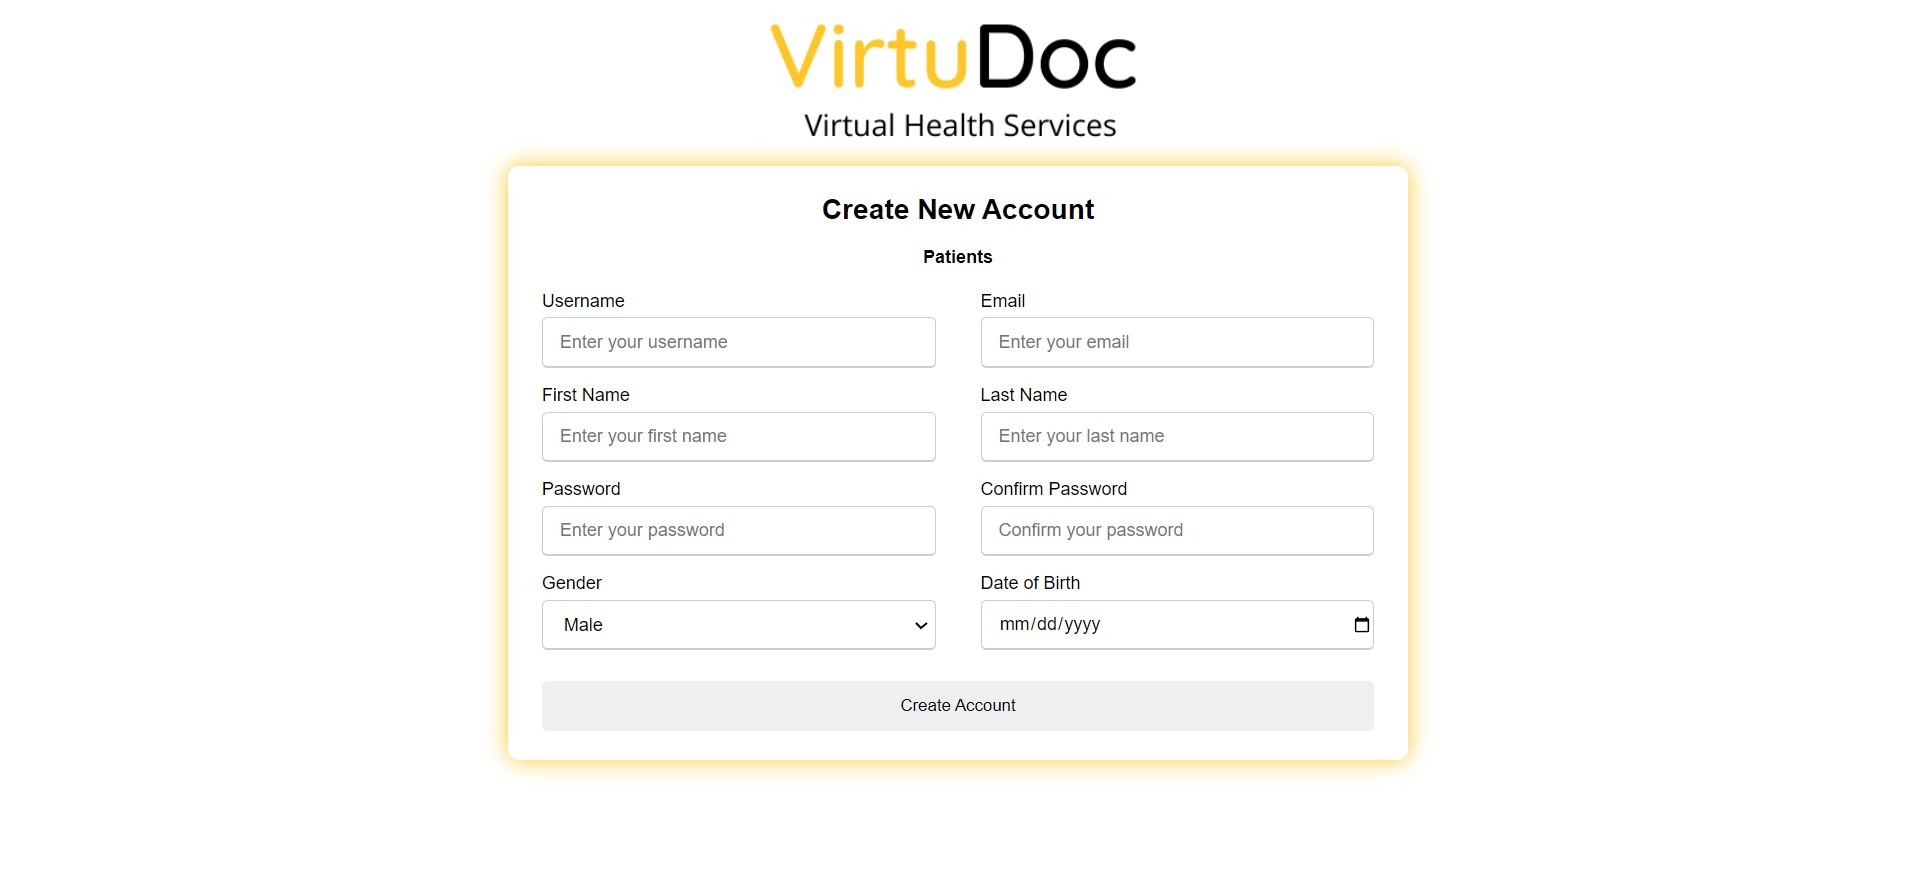 VirtuDoc
Virtual Health Services
Create New Account
Patients
Username
Email
Enter your username
Enter your email
First Name
Last Name
Enter your first name
Enter your last name
Password
Confirm Password
Enter your password
Confirm your password
Gender
Date of Birth
Male
mm/dd/yyyy
Create Account